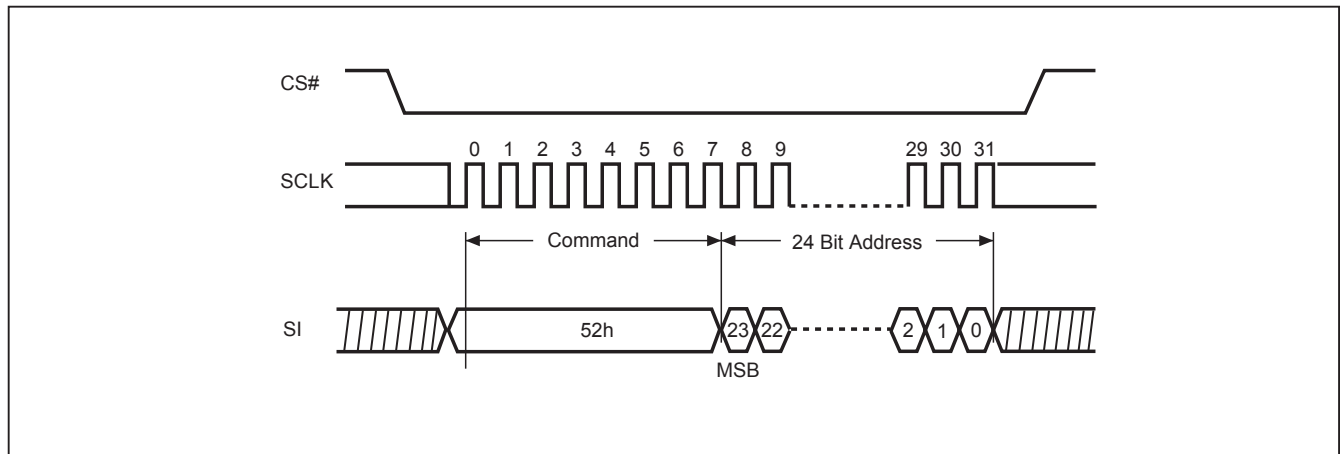 CS#
0 1 2 3 4 5 6 7 8 9 29 30 31
SCLK
Command 24 Bit Address
SI 52h 23 22 2 1 0
MSB